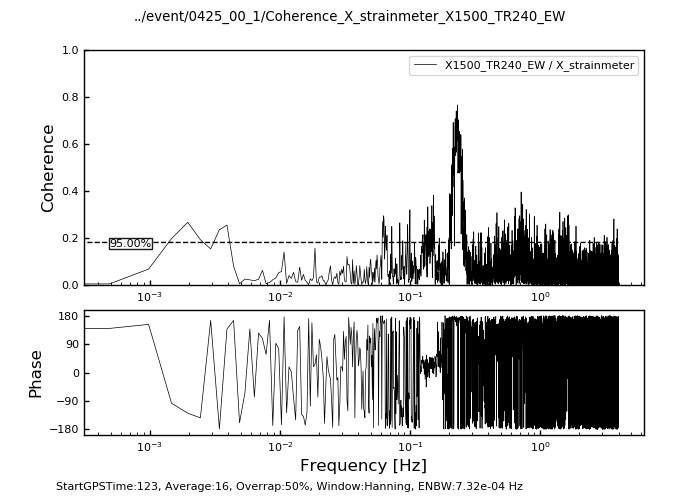 ../event/0425_00_1/Coherence_X_strainmeter_X1500_TR240_EW
1.0
0.8
0.6
0.4
0.2
0.0
Coherence
X1500_TR240_EW / X_strainmeter
95.00%
10⁻³ 10⁻² 10⁻¹ 10⁰
180
90
0
−90
−180
Phase
10⁻³ 10⁻² 10⁻¹ 10⁰
Frequency [Hz]
StartGPSTime:123, Average:16, Overrap:50%, Window:Hanning, ENBW:7.32e-04 Hz